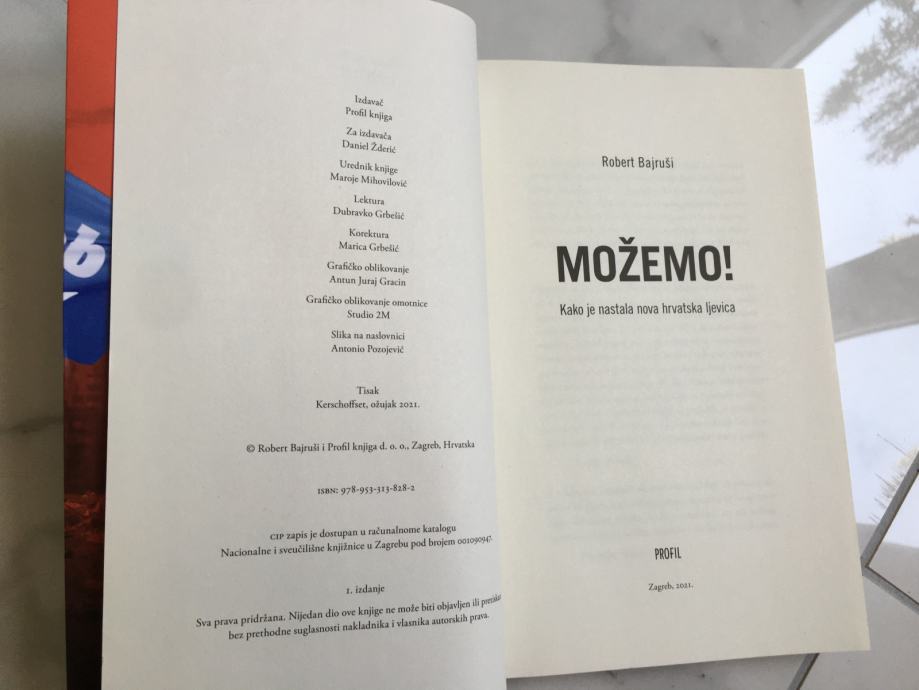 Izdavač
Profil knjiga
Za izdavača
Daniel Žderić
Urednik knjige
Maroje Mihovilović
Lektura
Dubravko Grbešić
Korektura
Marica Grbešić
Grafičko oblikovanje
Antun Juraj Gracin
Grafičko oblikovanje omotnice
Studio 2M
Slika na naslovnici
Antonio Pozojević
Tisak
Kerschoffset, ožujak 2021.
© Robert Bajruši i Profil knjiga d. o. o., Zagreb, Hrvatska
ISBN: 978-953-313-828-2
CIP zapis je dostupan u računalnome katalogu
Nacionalne i sveučilišne knjižnice u Zagrebu pod brojem 001090947.
1. izdanje
Sva prava pridržana. Nijedan dio ove knjige ne može biti objavljen ili
bez prethodne suglasnosti nakladnika i vlasnika autorskih prava.
Robert Bajruši
MOŽEMO!
Kako je nastala nova hrvatska ljevica
PROFIL
Zagreb, 2021.